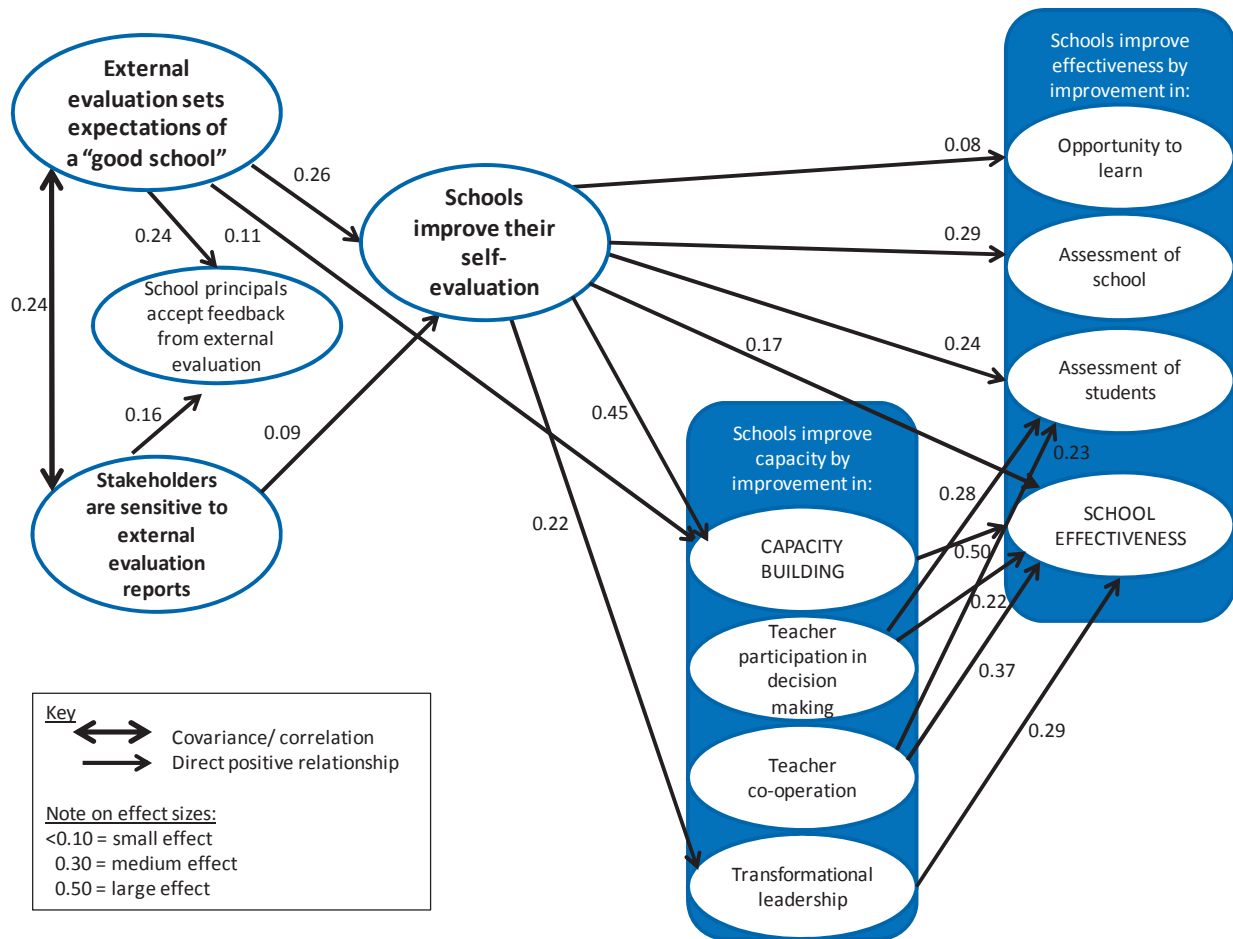 External
evaluation sets
expectations of
a “good school”
0.26
0.24
0.11
0.24
School principals
accept feedback
from external
evaluation
0.16
0.09
Stakeholders
are sensitive to
external
evaluation
reports
Schools
improve their
self-
evaluation
0.08
0.29
0.24
0.17
0.45
0.22
Schools improve
capacity by
improvement in:
CAPACITY
BUILDING
Teacher
participation in
decision
making
Teacher
co-operation
Transformational
leadership
0.28
0.23
0.50
0.22
0.37
0.29
Schools improve
effectiveness by
improvement in:
Opportunity to
learn
Assessment of
school
Assessment of
students
SCHOOL
EFFECTIVENESS
Key
Covariance/ correlation
Direct positive relationship
Note on effect sizes:
<0.10 = small effect
0.30 = medium effect
0.50 = large effect